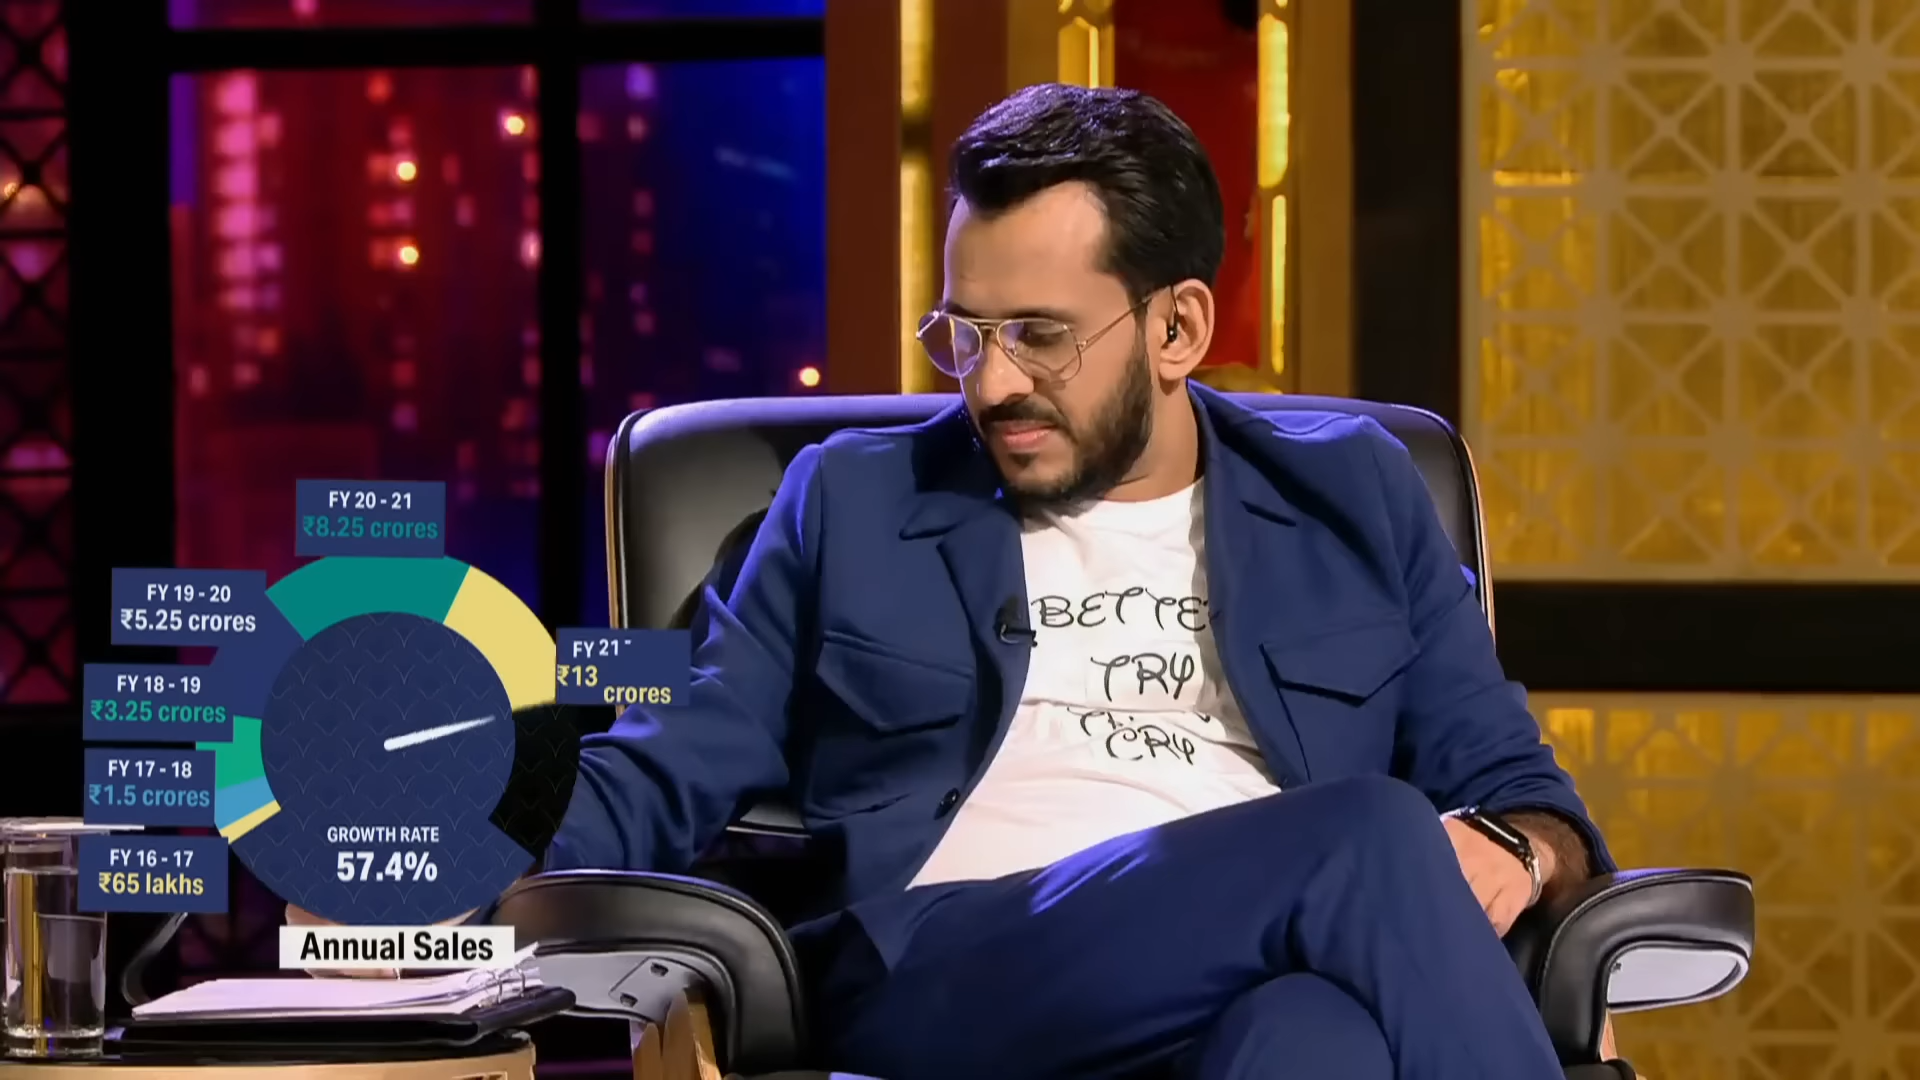 FY 20 - 21
₹8.25 crores
FY 19 - 20
₹5.25 crores
FY 21 -
₹13 crores
FY 18 - 19
₹3.25 crores
FY 17 - 18
₹1.5 crores
FY 16 - 17
₹65 lakhs
GROWTH RATE
57.4%
Annual Sales
BETTE
TRY
CRY